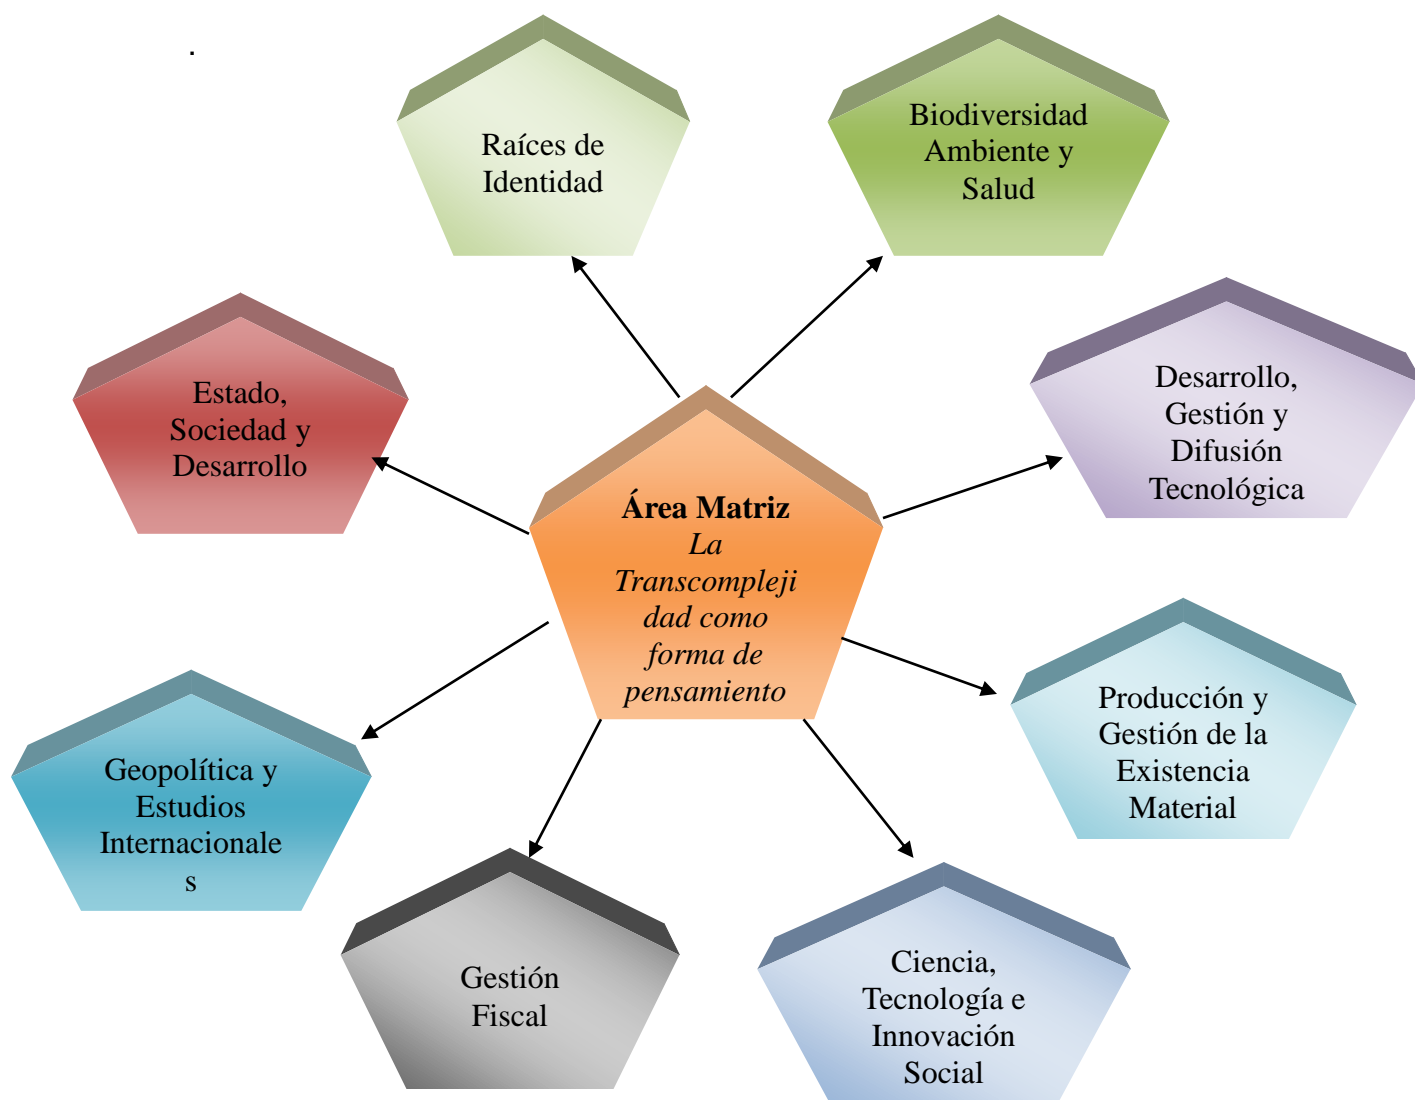 .
Raíces de
Identidad
Biodiversidad
Ambiente y
Salud
Estado,
Sociedad y
Desarrollo
Desarrollo,
Gestión y
Difusión
Tecnológica
Área Matriz
La
Transcompleji
dad como
forma de
pensamiento
Geopolítica y
Estudios
Internacionale
s
Producción y
Gestión de la
Existencia
Material
Gestión
Fiscal
Ciencia,
Tecnología e
Innovación
Social